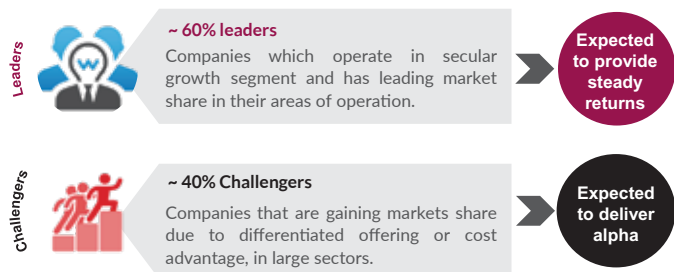 Leaders
W
~ 60% leaders
Companies which operate in secular
growth segment and has leading market
share in their areas of operation.
Expected
to provide
steady
returns
Challengers
~ 40% Challengers
Companies that are gaining markets share
due to differentiated offering or cost
advantage, in large sectors.
Expected
to deliver
alpha